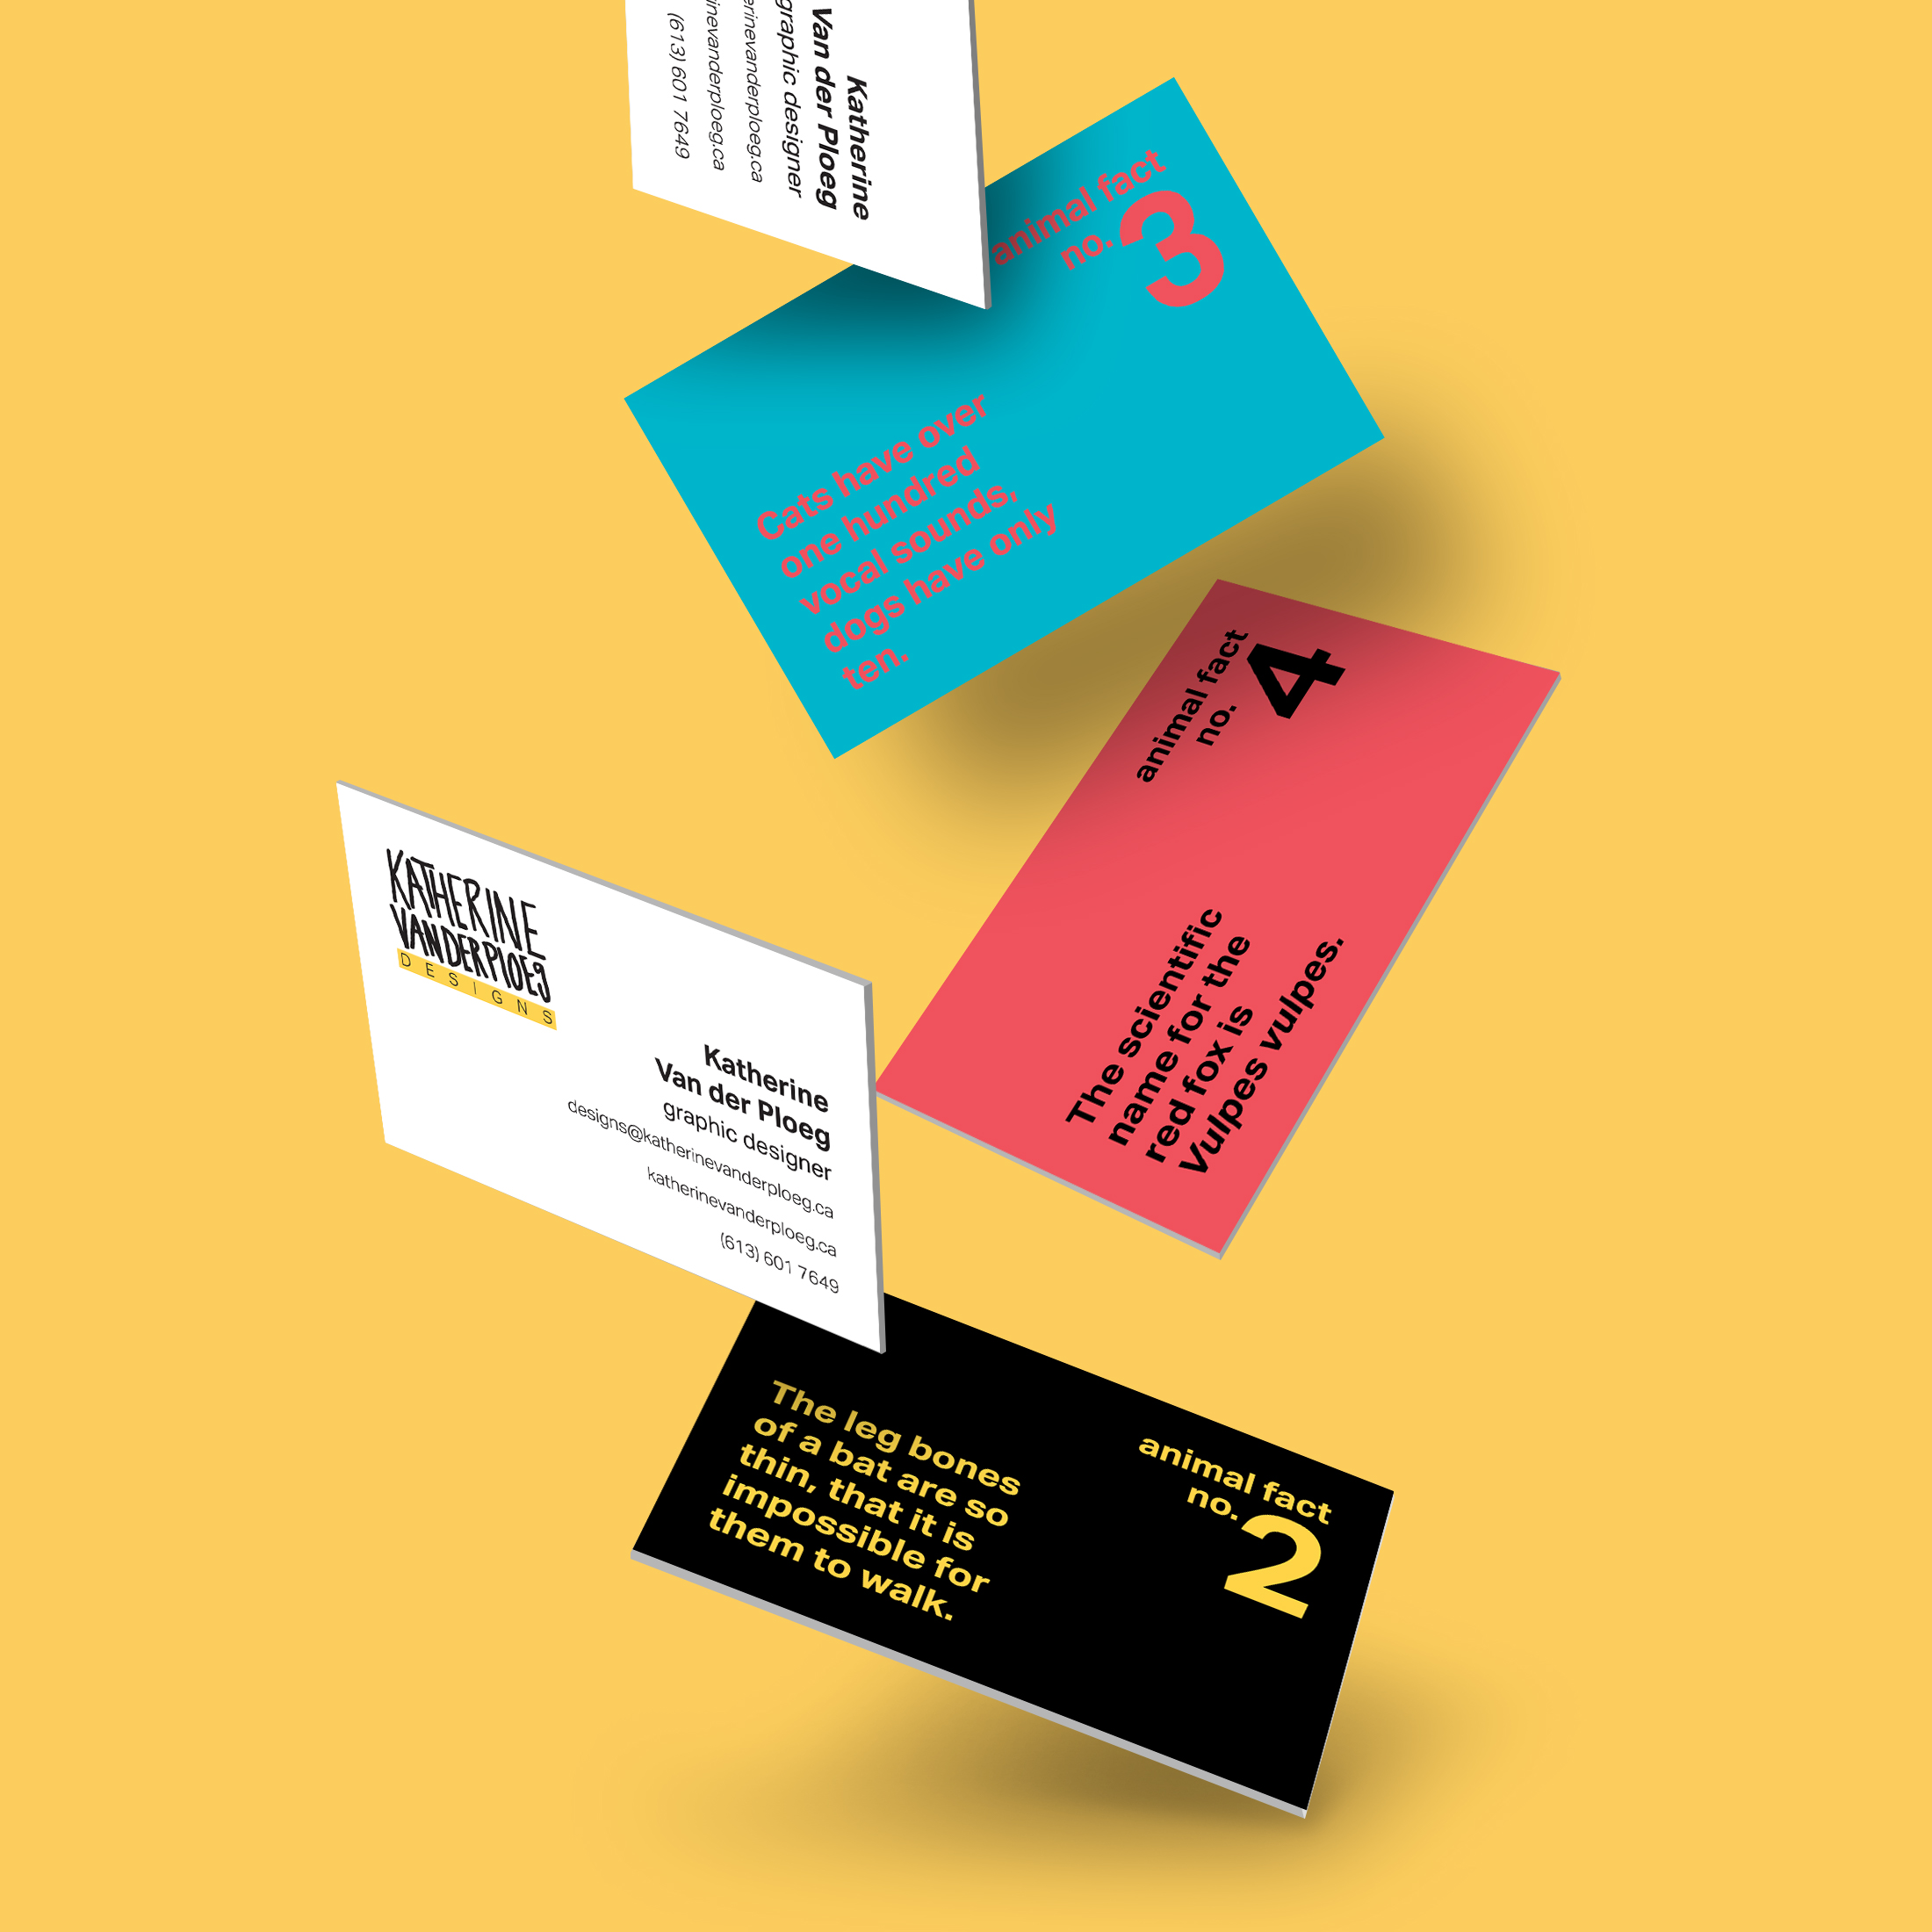 Katherine
Van der Ploeg
graphic designer
(613) 601 7649
animal fact
no. 3
Cats have over
one hundred
vocal sounds,
dogs have only
ten.
animal fact
no. 4
The scientific
name for the
red fox is
Vulpes vulpes.
KATHERINE
VANDERPLOEG
DESIGNS
Katherine
Van der Ploeg
graphic designer
designs@katherinevanderploeg.ca
katherinevanderploeg.ca
(613) 601 7649
The leg bones
of a bat are so
thin, that it is
impossible for
them to walk.
animal fact
no. 2